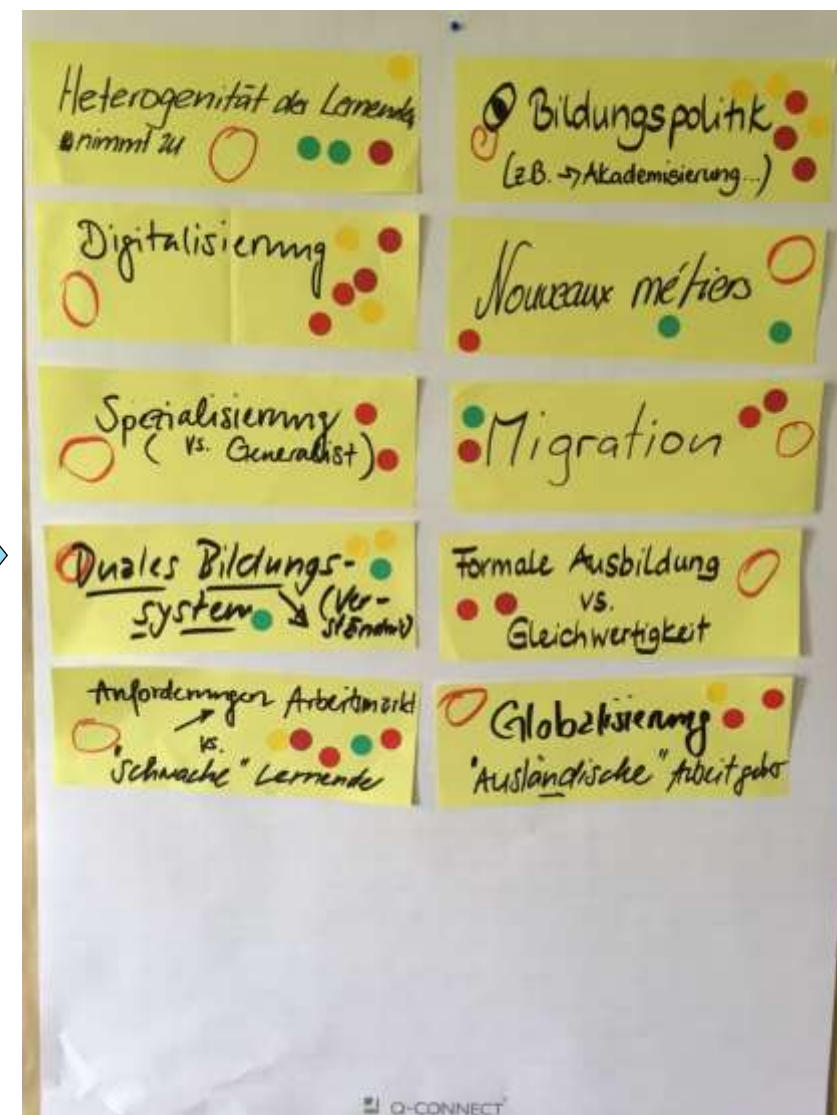 Heterogenität der Lernenden
nimmt zu
Digitalisierung
Spezialisierung
( vs. Generalist)
Duales Bildungs-
system (Ver-
ständnis)
Anforderungen Arbeitsmarkt
vs.
"Schwache" Lernende
Bildungspolitik
(z.B. → Akademisierung...)
Nouveaux métiers
Migration
Formale Ausbildung
vs.
Gleichwertigkeit
Globalisierung
"Ausländische" Arbeitgeber
Q-CONNECT